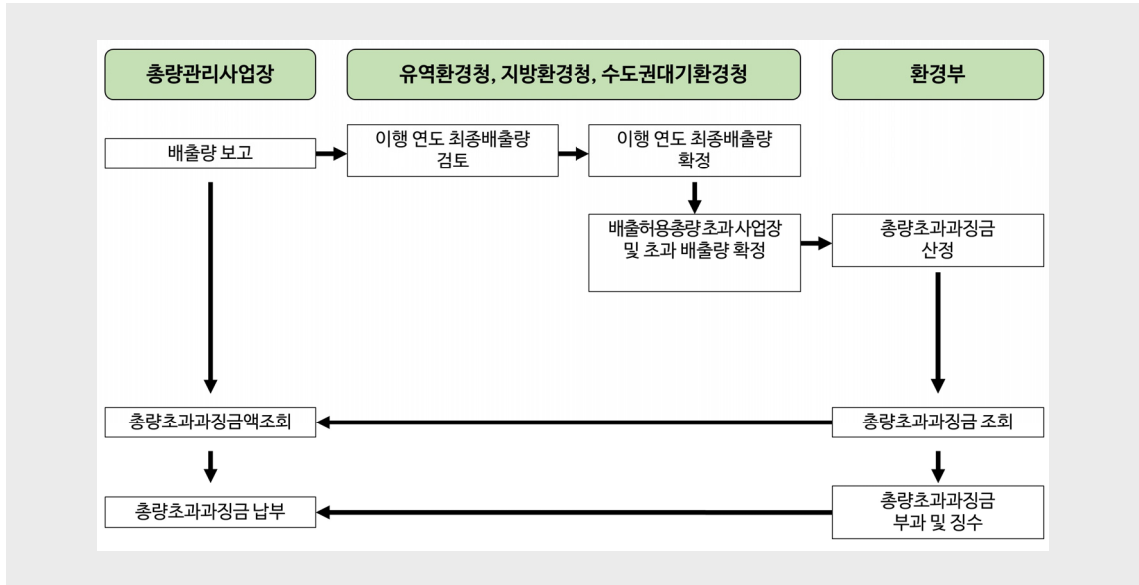 총량관리사업장
유역환경청, 지방환경청, 수도권대기환경청
환경부
배출량 보고
이행 연도 최종배출량
검토
이행 연도 최종배출량
확정
배출허용총량 초과 사업장
및 초과 배출량 확정
총량초과과징금
산정
총량초과과징금액조회
총량초과과징금 조회
총량초과과징금 납부
총량초과과징금
부과 및 징수